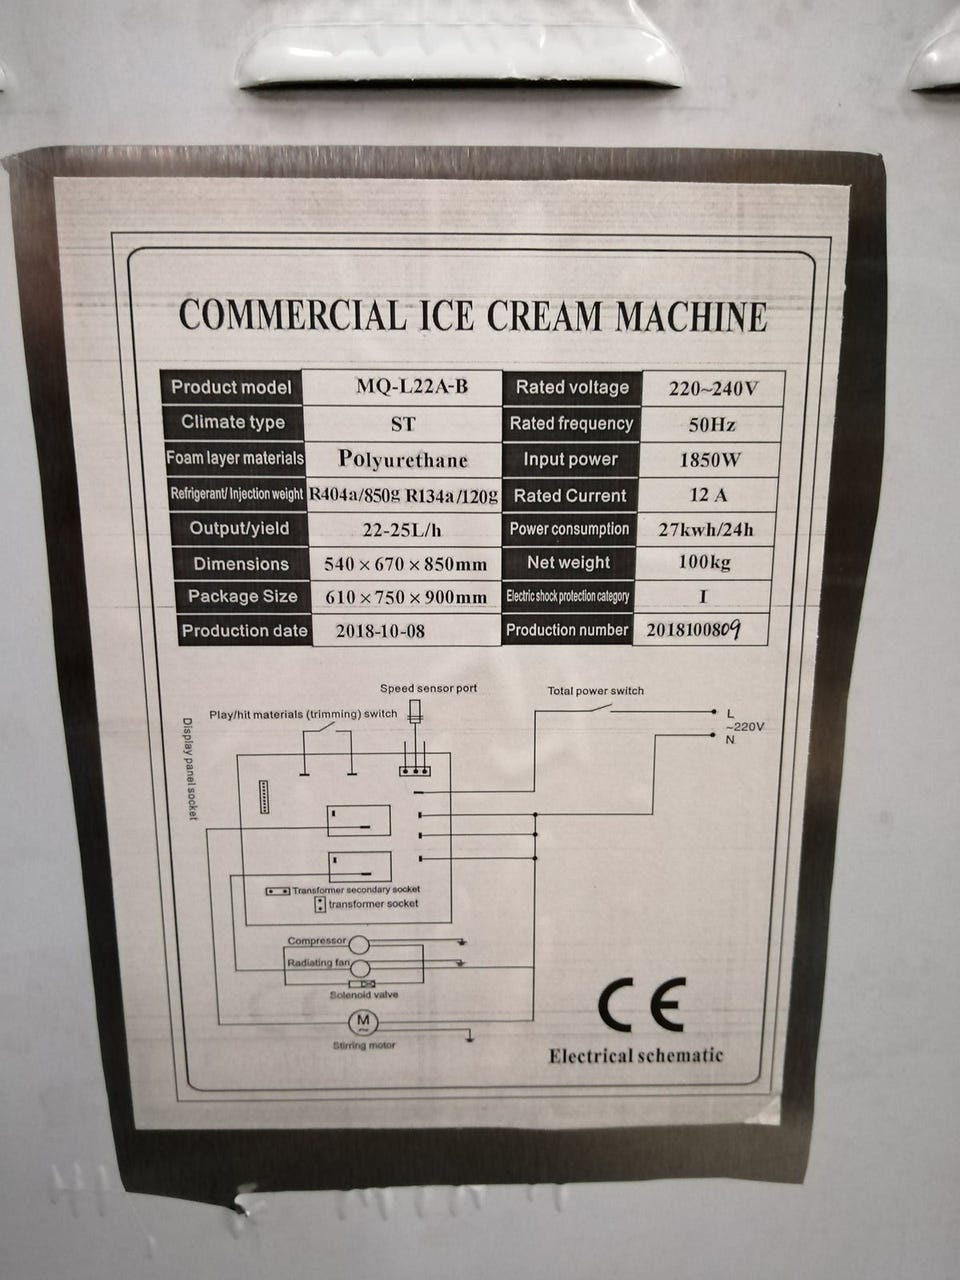 COMMERCIAL ICE CREAM MACHINE
Product model MQ-L22A-B Rated voltage 220~240V
Climate type ST Rated frequency 50Hz
Foam layer materials Polyurethane Input power 1850W
Refrigerant/ Injection weight R404a/850g R134a/120g Rated Current 12 A
Output/yield 22-25L/h Power consumption 27kwh/24h
Dimensions 540×670×850mm Net weight 100kg
Package Size 610×750×900mm Electric shock protection category I
Production date 2018-10-08 Production number 2018100809
Speed sensor port
Total power switch
Play/hit materials (trimming) switch
L
~220V
N
Display panel socket
Transformer secondary socket
transformer socket
Compressor
Radiating fan
Solenoid valve
M
~
Stirring motor
CE
Electrical schematic